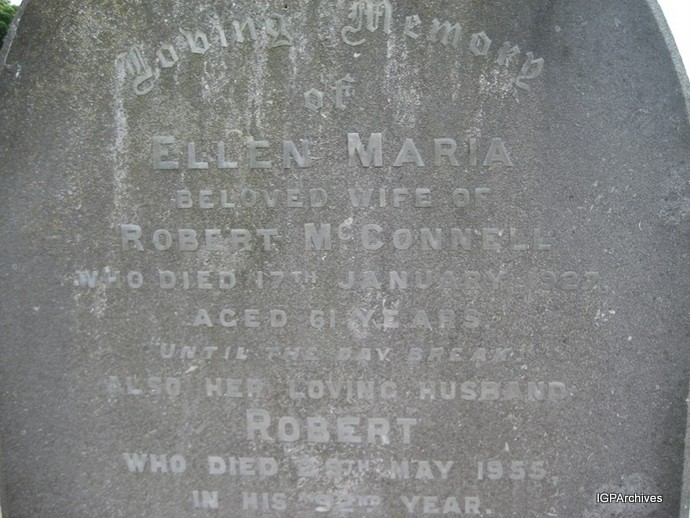 Loving Memory
of
ELLEN MARIA
BELOVED WIFE OF
ROBERT McCONNELL
WHO DIED 17TH JANUARY 1927,
AGED 61 YEARS.
"UNTIL THE DAY BREAK."
ALSO HER LOVING HUSBAND
ROBERT
WHO DIED MAY 1955,
IN HIS YEAR.
IGPArchives